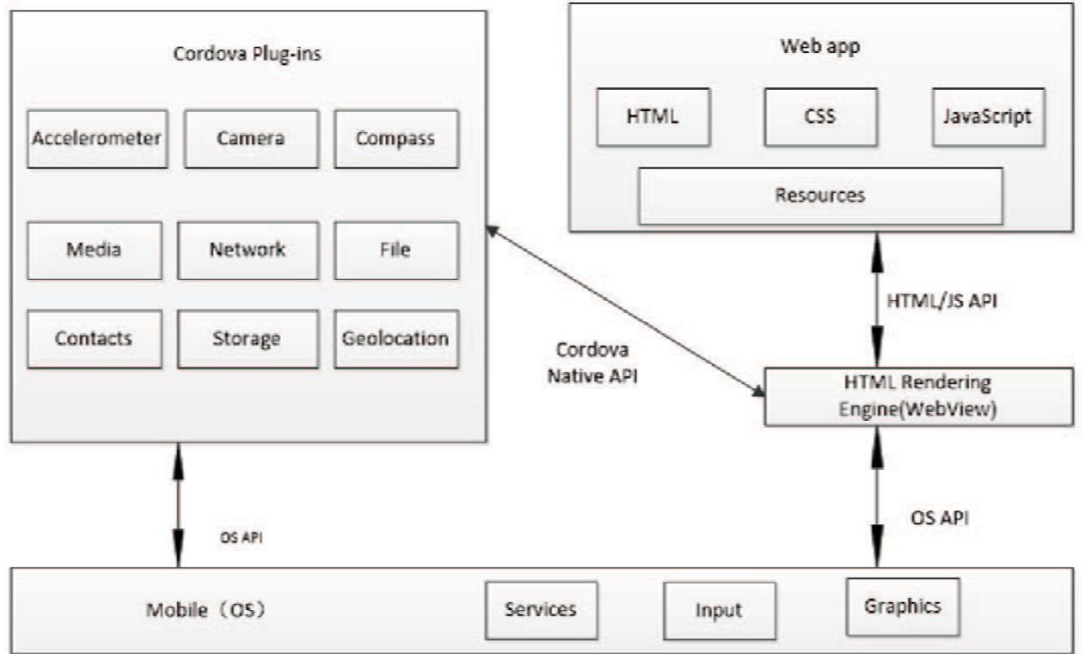 Cordova Plug-ins
Accelerometer
Camera
Compass
Media
Network
File
Contacts
Storage
Geolocation
Web app
HTML
CSS
JavaScript
Resources
HTML/JS API
Cordova
Native API
HTML Rendering
Engine(WebView)
OS API
OS API
Mobile（OS）
Services
Input
Graphics